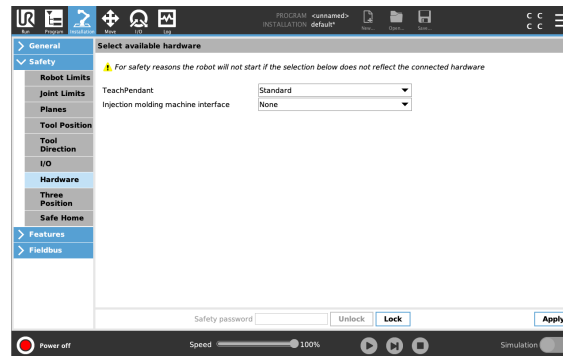 UR
PROGRAM <unnamed>
INSTALLATION default*
C C
C C
Run Program Installation Move I/O Log New... Open... Save...
General
Select available hardware
Safety
For safety reasons the robot will not start if the selection below does not reflect the connected hardware
Robot Limits
Joint Limits
TeachPendant Standard
Injection molding machine interface None
Planes
Tool Position
Tool
Direction
I/O
Hardware
Three
Position
Safe Home
Features
Fieldbus
Safety password Unlock Lock Apply
Power off Speed 100% Simulation